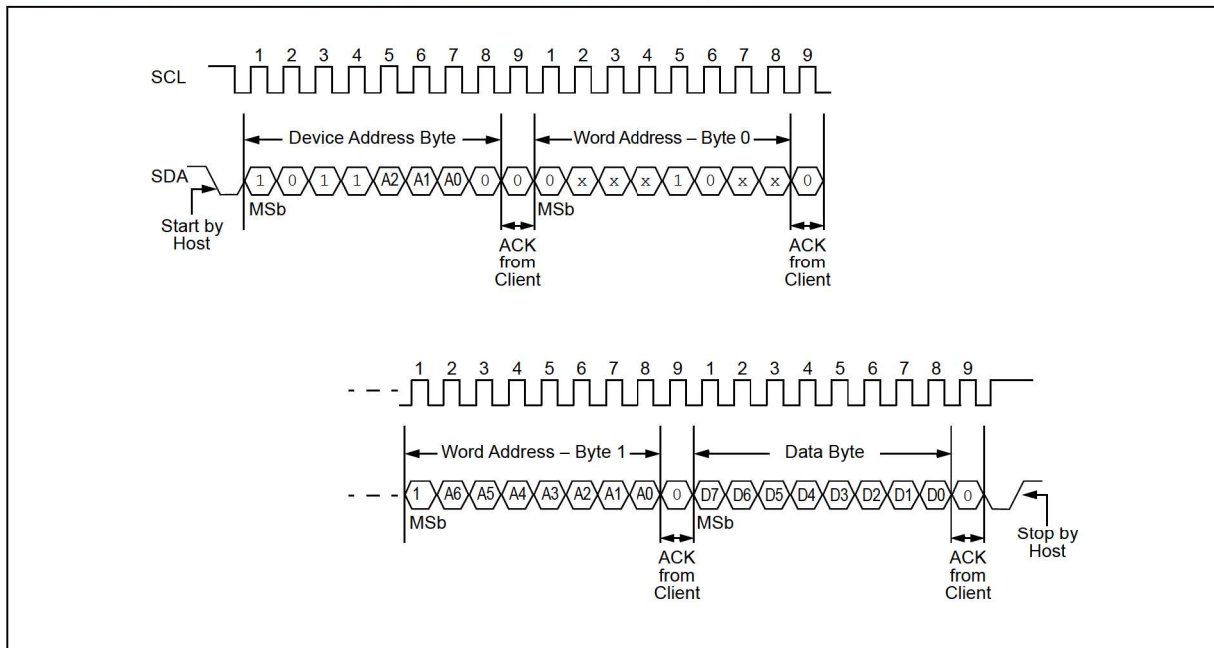 1 2 3 4 5 6 7 8 9 1 2 3 4 5 6 7 8 9
SCL
Device Address Byte Word Address – Byte 0
SDA 1 0 1 1 A2 A1 A0 0 0 0 x x x 1 0 x x 0
MSb MSb
Start by
Host
ACK
from
Client
ACK
from
Client
1 2 3 4 5 6 7 8 9 1 2 3 4 5 6 7 8 9
Word Address – Byte 1 Data Byte
1 A6 A5 A4 A3 A2 A1 A0 0 D7 D6 D5 D4 D3 D2 D1 D0 0
MSb MSb
ACK
from
Client
ACK
from
Client
Stop by
Host